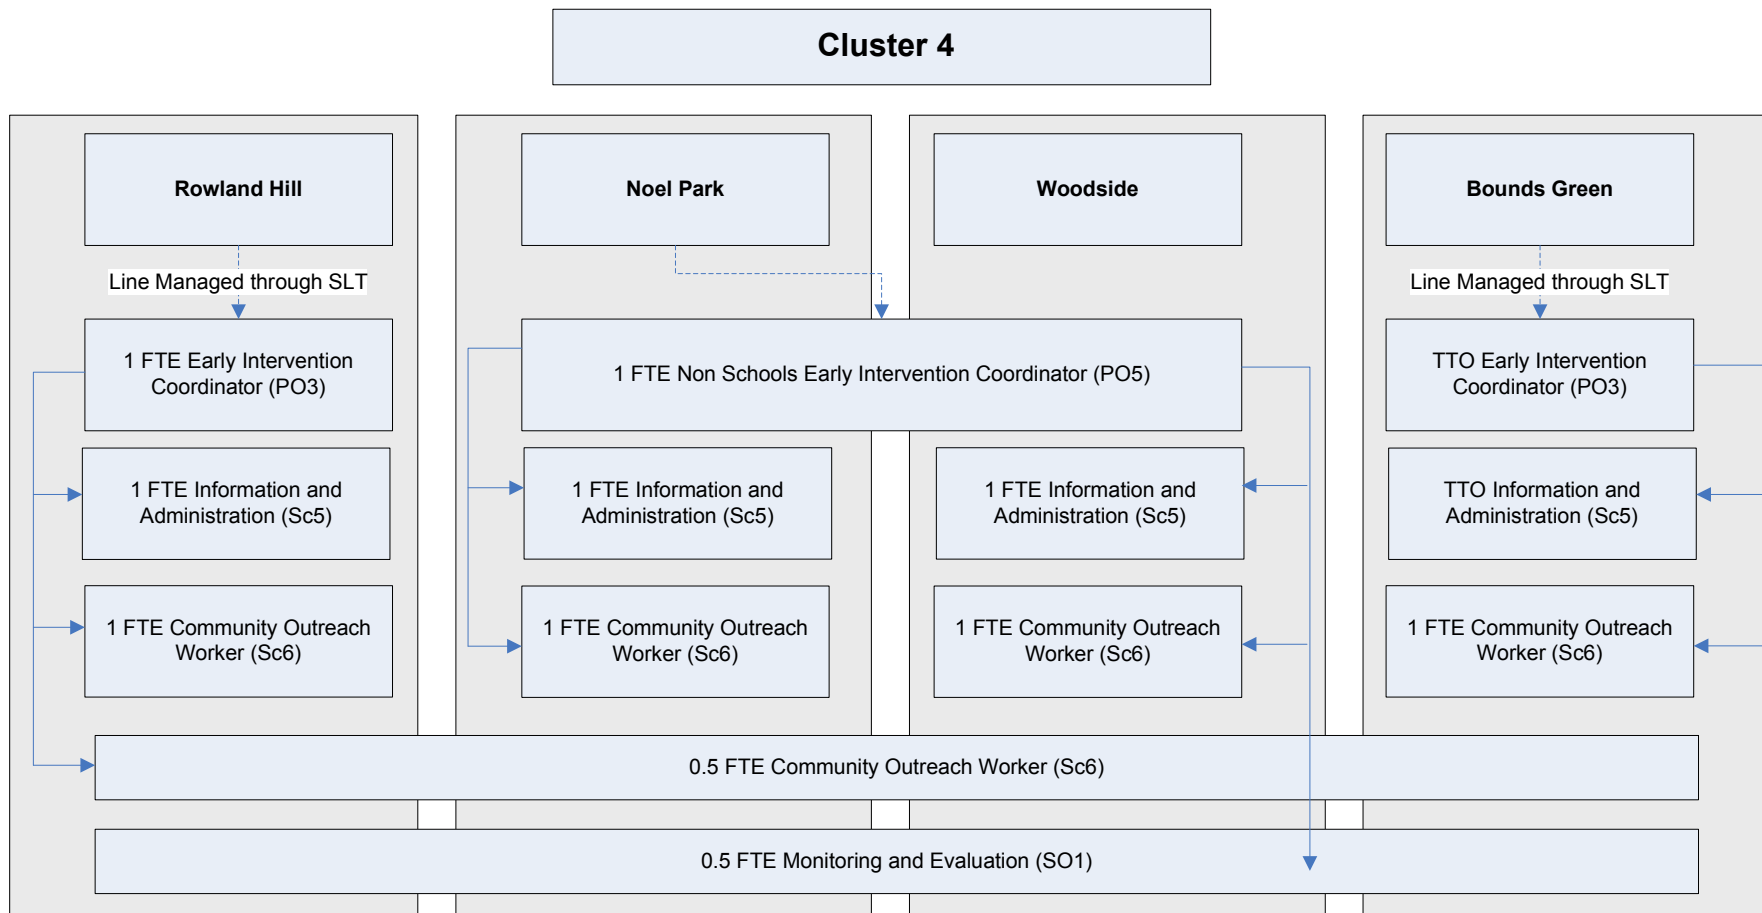 Cluster 4
Rowland Hill
Noel Park
Woodside
Bounds Green
Line Managed through SLT
Line Managed through SLT
1 FTE Early Intervention
Coordinator (PO3)
1 FTE Non Schools Early Intervention Coordinator (PO5)
TTO Early Intervention
Coordinator (PO3)
1 FTE Information and
Administration (Sc5)
1 FTE Information and
Administration (Sc5)
1 FTE Information and
Administration (Sc5)
TTO Information and
Administration (Sc5)
1 FTE Community Outreach
Worker (Sc6)
1 FTE Community Outreach
Worker (Sc6)
1 FTE Community Outreach
Worker (Sc6)
1 FTE Community Outreach
Worker (Sc6)
0.5 FTE Community Outreach Worker (Sc6)
0.5 FTE Monitoring and Evaluation (SO1)